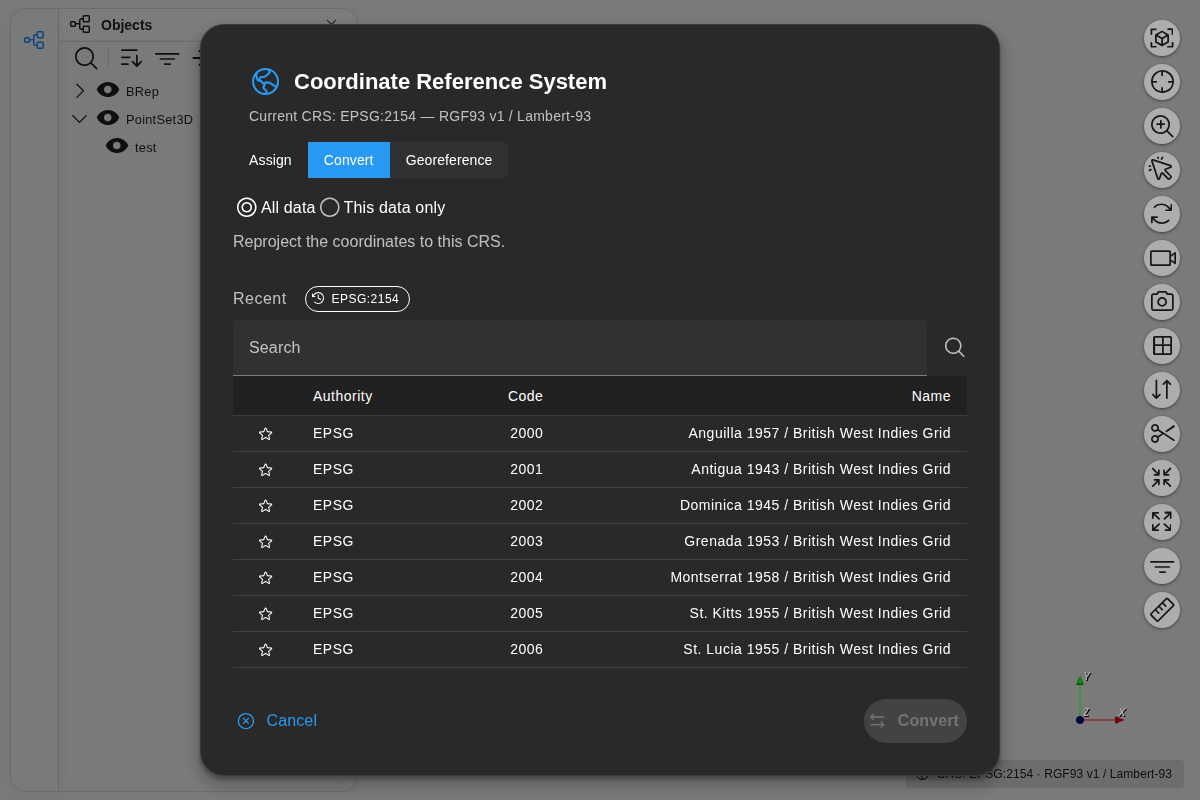 Objects
BRep
PointSet3D
test
Coordinate Reference System
Current CRS: EPSG:2154 — RGF93 v1 / Lambert-93
Assign Convert Georeference
All data This data only
Reproject the coordinates to this CRS.
Recent EPSG:2154
Search
Authority Code Name
EPSG 2000 Anguilla 1957 / British West Indies Grid
EPSG 2001 Antigua 1943 / British West Indies Grid
EPSG 2002 Dominica 1945 / British West Indies Grid
EPSG 2003 Grenada 1953 / British West Indies Grid
EPSG 2004 Montserrat 1958 / British West Indies Grid
EPSG 2005 St. Kitts 1955 / British West Indies Grid
EPSG 2006 St. Lucia 1955 / British West Indies Grid
Cancel Convert
Y
Z X
CRS: EPSG:2154 · RGF93 v1 / Lambert-93